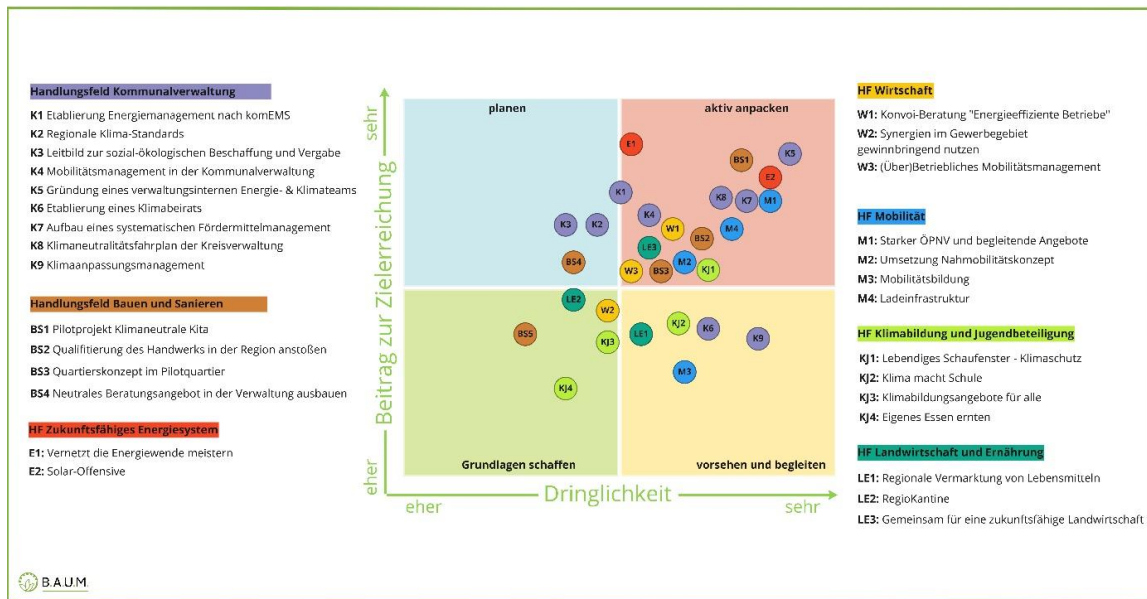 Handlungsfeld Kommunalverwaltung
K1 Etablierung Energiemanagement nach komEMS
K2 Regionale Klima-Standards
K3 Leitbild zur sozial-ökologischen Beschaffung und Vergabe
K4 Mobilitätsmanagement in der Kommunalverwaltung
K5 Gründung eines verwaltungsinternen Energie- & Klimateams
K6 Etablierung eines Klimabeirats
K7 Aufbau eines systematischen Fördermittelmanagement
K8 Klimaneutralitätsfahrplan der Kreisverwaltung
K9 Klimaanpassungsmanagement
Handlungsfeld Bauen und Sanieren
BS1 Pilotprojekt Klimaneutrale Kita
BS2 Qualifitierung des Handwerks in der Region anstoßen
BS3 Quartierskonzept im Pilotquartier
BS4 Neutrales Beratungsangebot in der Verwaltung ausbauen
HF Zukunftsfähiges Energiesystem
E1: Vernetzt die Energiewende meistern
E2: Solar-Offensive
sehr
Beitrag zur Zielerreichung
eher
planen
aktiv anpacken
E1
K5
BS1
E2
K1
K8
K7
M1
K4
K3
K2
W1
M4
BS2
LE3
BS4
M2
W3
BS3
KJ1
LE2
W2
KJ2
K6
BS5
LE1
K9
KJ3
M3
KJ4
Grundlagen schaffen
vorsehen und begleiten
Dringlichkeit
eher
sehr
HF Wirtschaft
W1: Konvoi-Beratung "Energieeffiziente Betriebe"
W2: Synergien im Gewerbegebiet
gewinnbringend nutzen
W3: (Über)Betriebliches Mobilitätsmanagement
HF Mobilität
M1: Starker ÖPNV und begleitende Angebote
M2: Umsetzung Nahmobilitätskonzept
M3: Mobilitätsbildung
M4: Ladeinfrastruktur
HF Klimabildung und Jugendbeteiligung
KJ1: Lebendiges Schaufenster - Klimaschutz
KJ2: Klima macht Schule
KJ3: Klimabildungsangebote für alle
KJ4: Eigenes Essen ernten
HF Landwirtschaft und Ernährung
LE1: Regionale Vermarktung von Lebensmitteln
LE2: RegioKantine
LE3: Gemeinsam für eine zukunftsfähige Landwirtschaft
B.A.U.M.